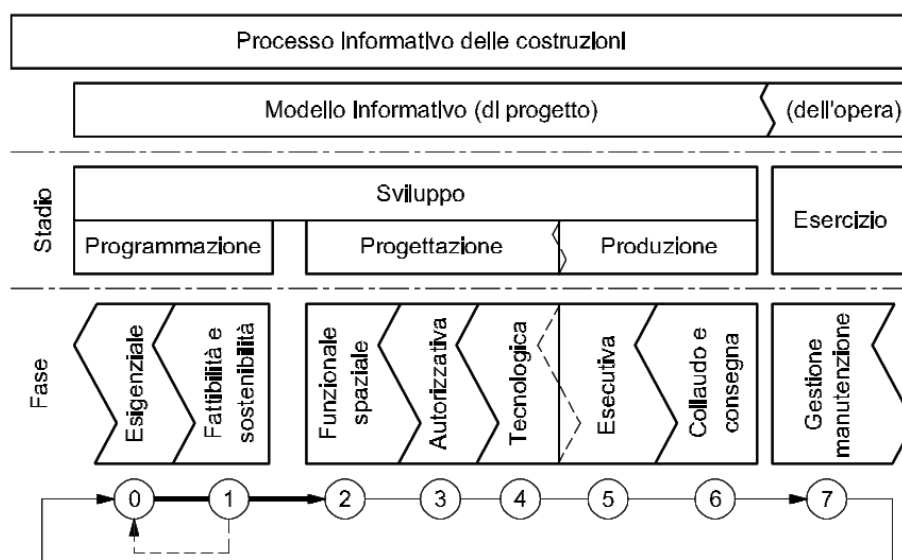 Processo informativo delle costruzioni
Modello informativo (di progetto)
(dell'opera)
Stadio
Sviluppo
Programmazione
Progettazione
Produzione
Esercizio
Fase
Esigenziale
Fattibilità e
sostenibilità
Funzionale
spaziale
Autorizzativa
Tecnologica
Esecutiva
Collaudo e
consegna
Gestione
manutenzione
0
1
2
3
4
5
6
7